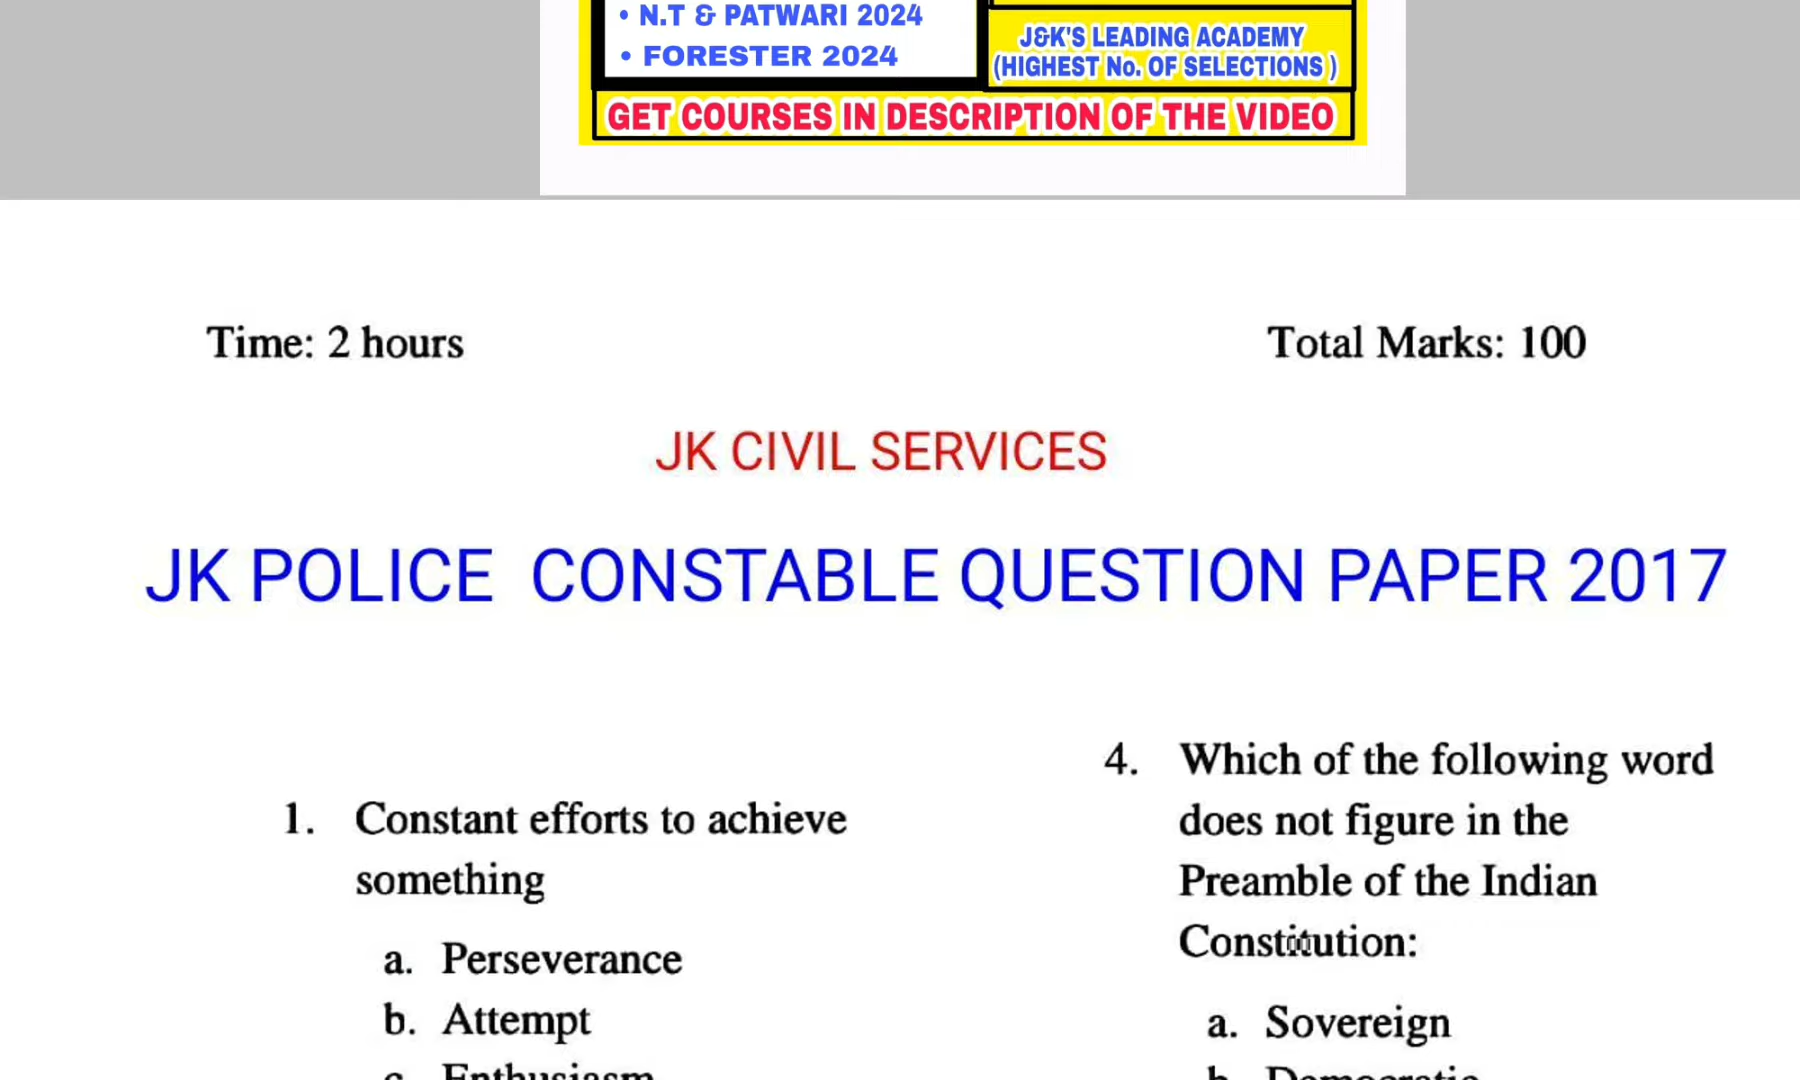 • N.T & PATWARI 2024
• FORESTER 2024
J&K'S LEADING ACADEMY
(HIGHEST No. OF SELECTIONS )
GET COURSES IN DESCRIPTION OF THE VIDEO
Time: 2 hours
Total Marks: 100
JK CIVIL SERVICES
JK POLICE CONSTABLE QUESTION PAPER 2017
1. Constant efforts to achieve
something
a. Perseverance
b. Attempt
c. Enthusiasm
4. Which of the following word
does not figure in the
Preamble of the Indian
Constitution:
a. Sovereign
b. Democratic